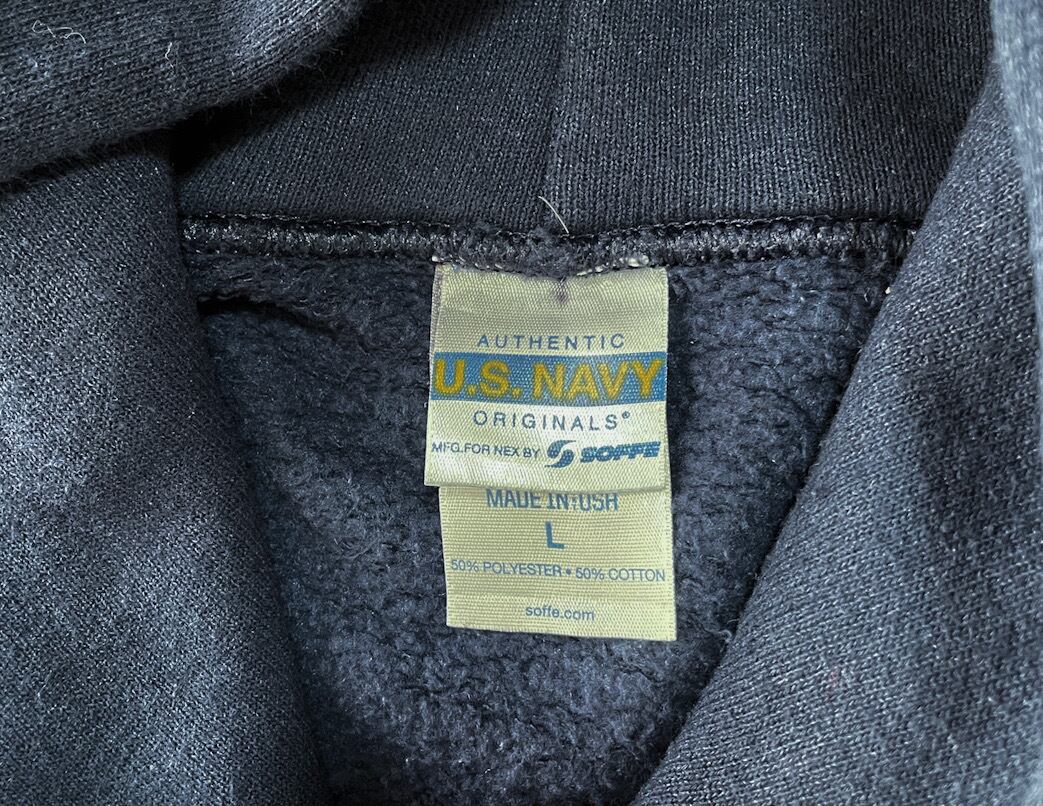 AUTHENTIC
U.S. NAVY
ORIGINALS®
MFG. FOR NEX BY SOFFE
MADE IN USA
L
50% POLYESTER • 50% COTTON
soffe.com